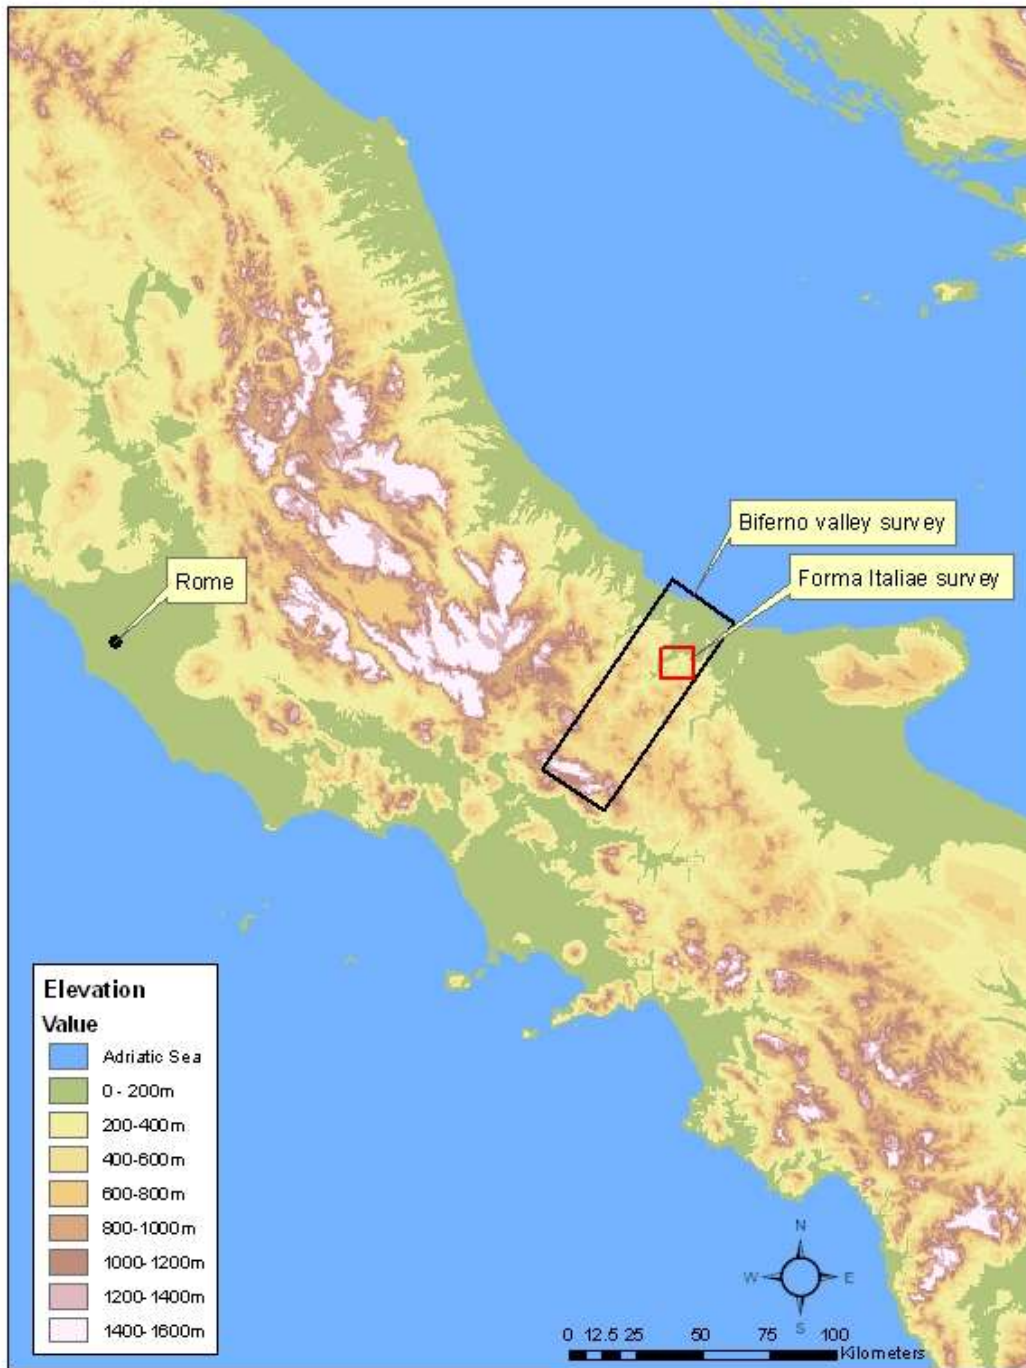 Biferno valley survey
Forma Italiae survey
Rome
Elevation
Value
Adriatic Sea
0 - 200m
200-400m
400-600m
600-800m
800-1000m
1000-1200m
1200-1400m
1400-1600m
N
W E
S
0 12.5 25 50 75 100
Kilometers